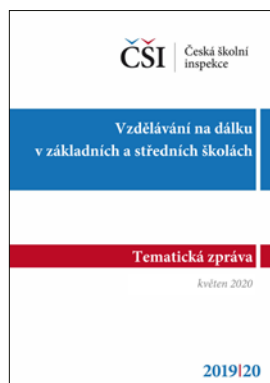 ČŠI Česká školní
inspekce
Vzdělávání na dálku
v základních a středních školách
Tematická zpráva
květen 2020
2019|20